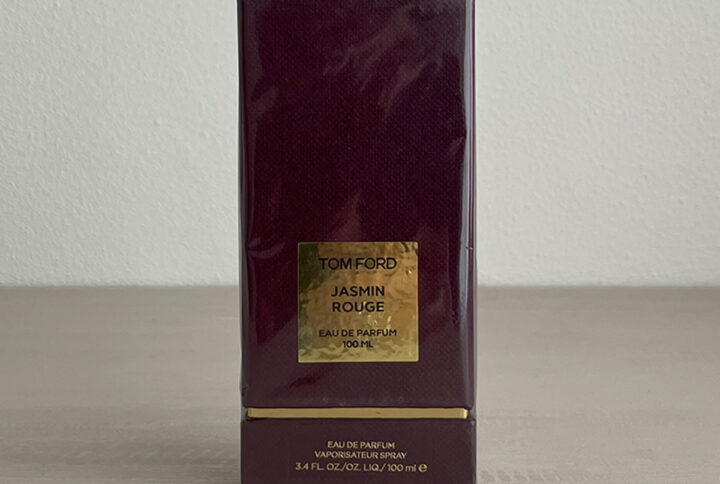 TOM FORD
JASMIN
ROUGE
EAU DE PARFUM
100 ML
EAU DE PARFUM
VAPORISATEUR SPRAY
3.4 FL. OZ./OZ. LIQ./ 100 ml ℮